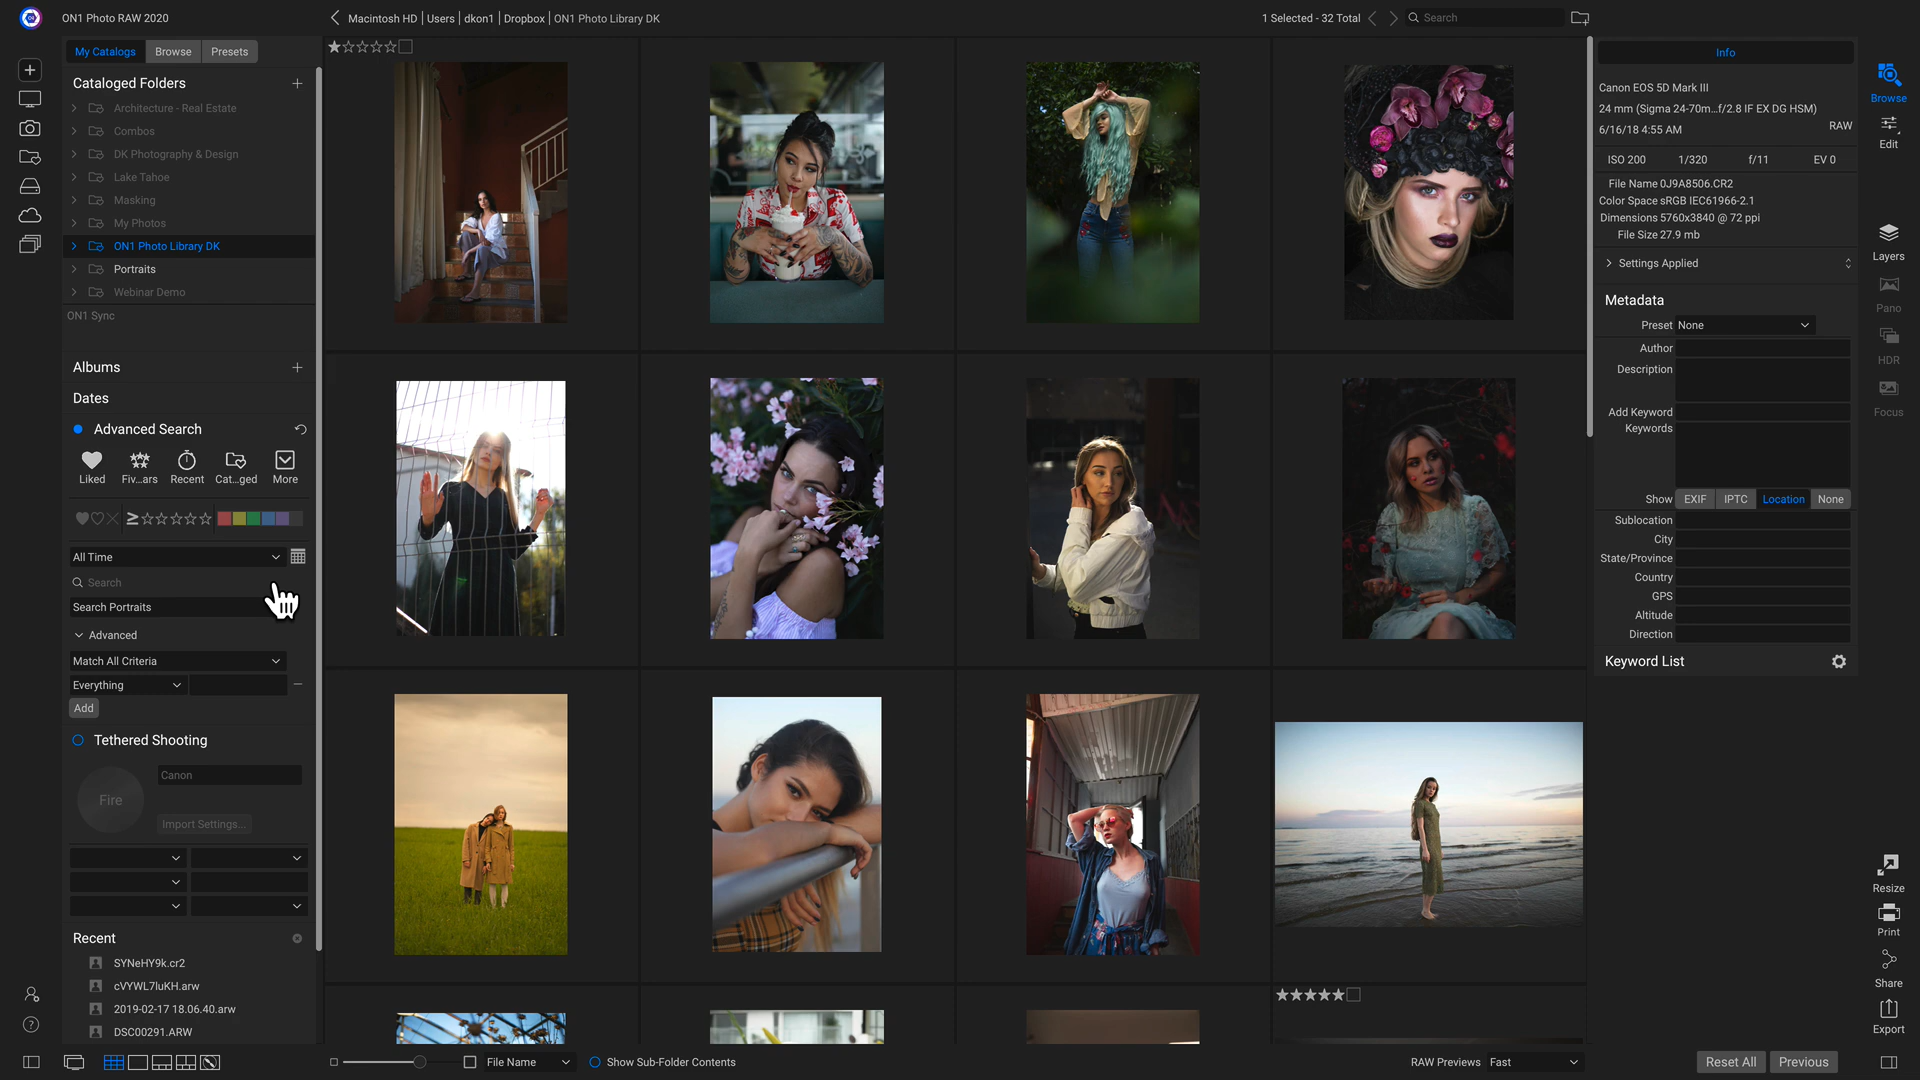 ON1 Photo RAW 2020
Macintosh HD | Users | dkon1 | Dropbox | ON1 Photo Library DK
1 Selected - 32 Total
Search
My Catalogs
Browse
Presets
Cataloged Folders
Architecture - Real Estate
Combos
DK Photography & Design
Lake Tahoe
Masking
My Photos
ON1 Photo Library DK
Portraits
Webinar Demo
ON1 Sync
Albums
Dates
Advanced Search
Liked
Fiv...ars
Recent
Cat...ged
More
All Time
Search
Search Portraits
Advanced
Match All Criteria
Everything
Add
Tethered Shooting
Canon
Fire
Import Settings...
Recent
SYNeHY9k.cr2
cVYWL7luKH.arw
2019-02-17 18.06.40.arw
DSC00291.ARW
File Name
Show Sub-Folder Contents
RAW Previews
Fast
Info
Canon EOS 5D Mark III
24 mm (Sigma 24-70m...f/2.8 IF EX DG HSM)
6/16/18 4:55 AM
RAW
ISO 200
1/320
f/11
EV 0
File Name 0J9A8506.CR2
Color Space sRGB IEC61966-2.1
Dimensions 5760x3840 @ 72 ppi
File Size 27.9 mb
Settings Applied
Metadata
Preset None
Author
Description
Add Keyword
Keywords
Show EXIF IPTC Location None
Sublocation
City
State/Province
Country
GPS
Altitude
Direction
Keyword List
Reset All
Previous
Browse
Edit
Layers
Pano
HDR
Focus
Resize
Print
Share
Export